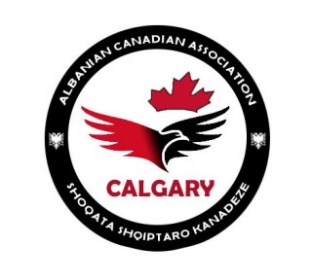 ALBANIAN CANADIAN ASSOCIATION
CALGARY
SHOQATA SHQIPTARO KANADEZE